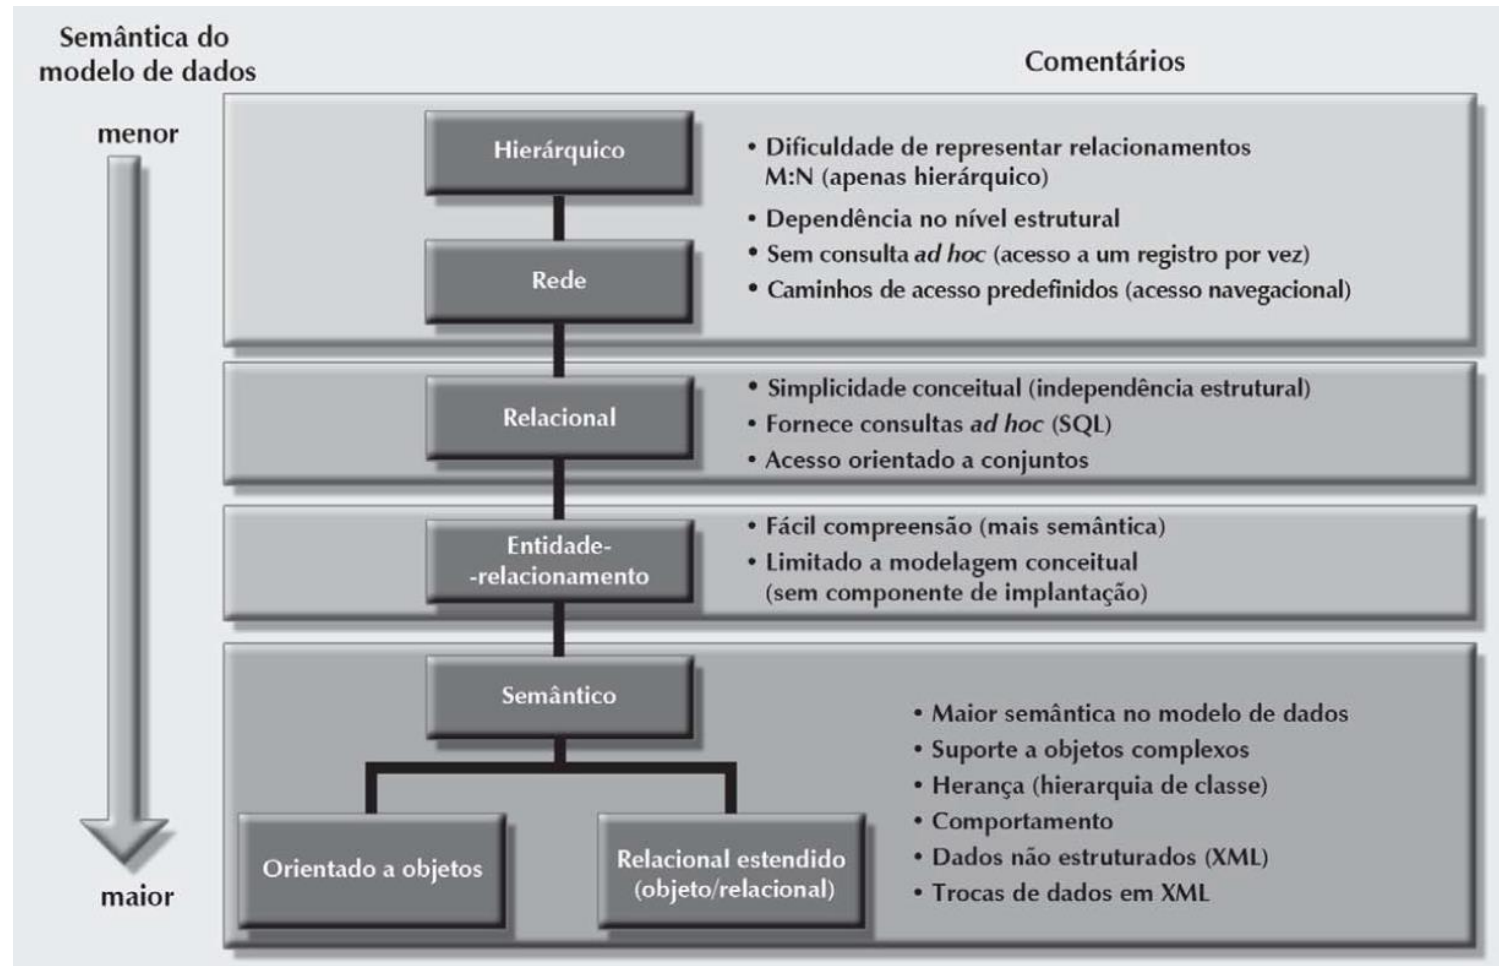 Semântica do
modelo de dados
Comentários
menor
Hierárquico
• Dificuldade de representar relacionamentos
M:N (apenas hierárquico)
• Dependência no nível estrutural
• Sem consulta ad hoc (acesso a um registro por vez)
• Caminhos de acesso predefinidos (acesso navegacional)
Rede
Relacional
• Simplicidade conceitual (independência estrutural)
• Fornece consultas ad hoc (SQL)
• Acesso orientado a conjuntos
Entidade-
-relacionamento
• Fácil compreensão (mais semântica)
• Limitado a modelagem conceitual
(sem componente de implantação)
Semântico
• Maior semântica no modelo de dados
• Suporte a objetos complexos
• Herança (hierarquia de classe)
• Comportamento
• Dados não estruturados (XML)
• Trocas de dados em XML
Orientado a objetos
Relacional estendido
(objeto/relacional)
maior